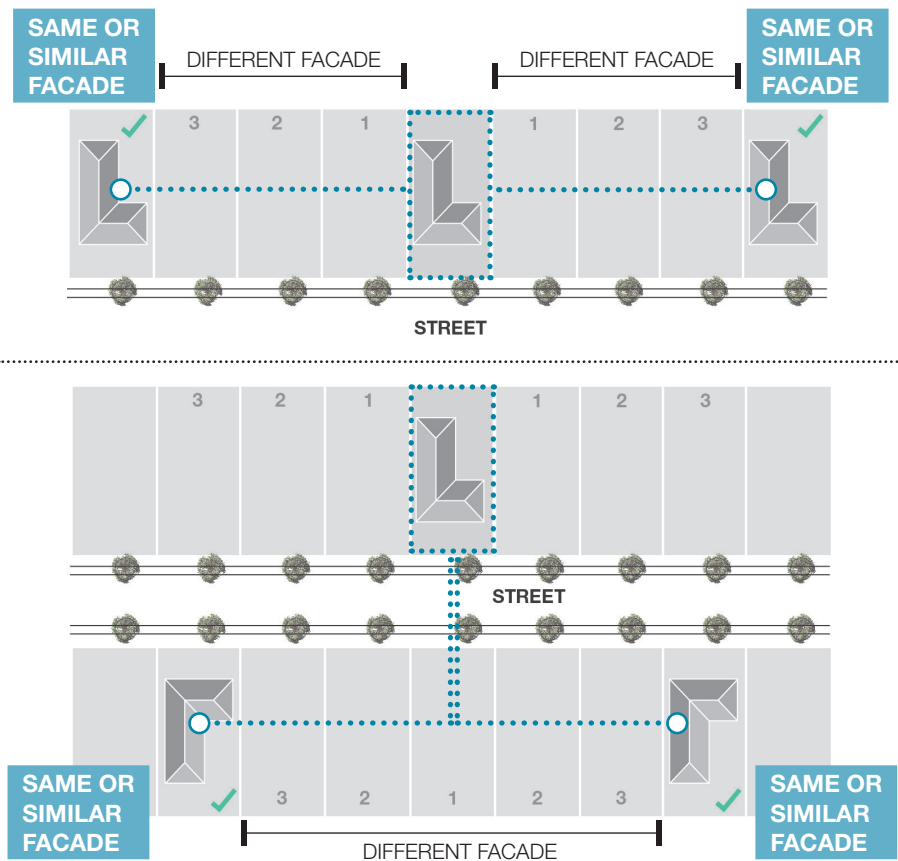 SAME OR
SIMILAR
FACADE
DIFFERENT FACADE
DIFFERENT FACADE
SAME OR
SIMILAR
FACADE
3 2 1 1 2 3
STREET
3 2 1 1 2 3
STREET
SAME OR
SIMILAR
FACADE
3 2 1 2 3
SAME OR
SIMILAR
FACADE
DIFFERENT FACADE